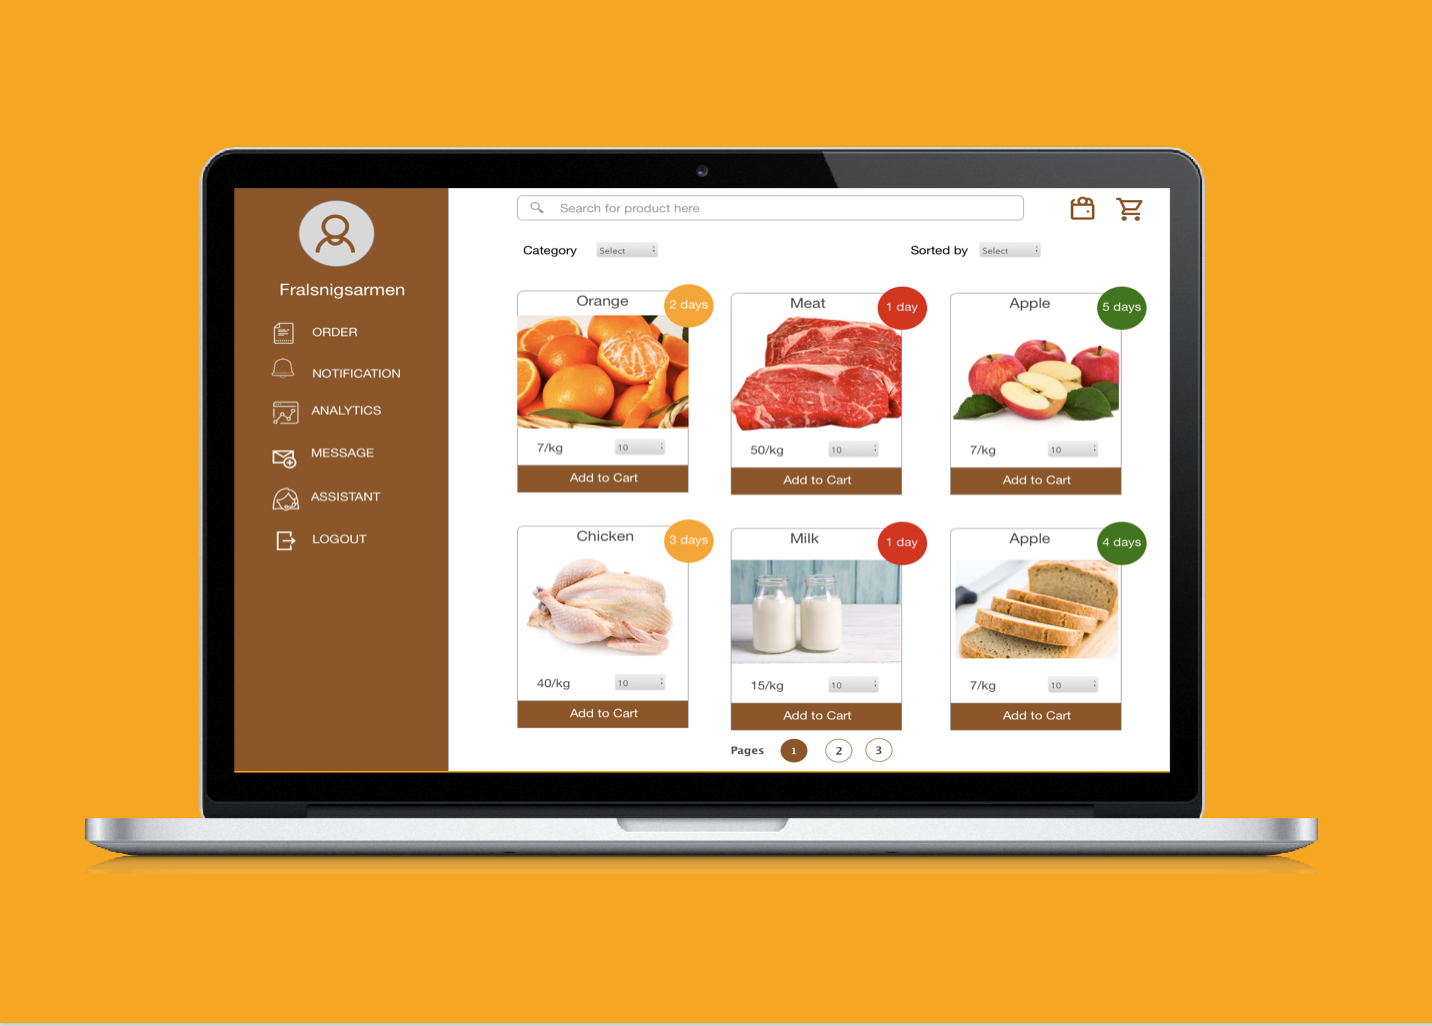 Search for product here
Category Select
Sorted by Select
Fralsnigsarmen
ORDER
NOTIFICATION
ANALYTICS
MESSAGE
ASSISTANT
LOGOUT
Orange 2 days
7/kg 10
Add to Cart
Meat 1 day
50/kg 10
Add to Cart
Apple 5 days
7/kg 10
Add to Cart
Chicken 3 days
40/kg 10
Add to Cart
Milk 1 day
15/kg 10
Add to Cart
Apple 4 days
7/kg 10
Add to Cart
Pages 1 2 3